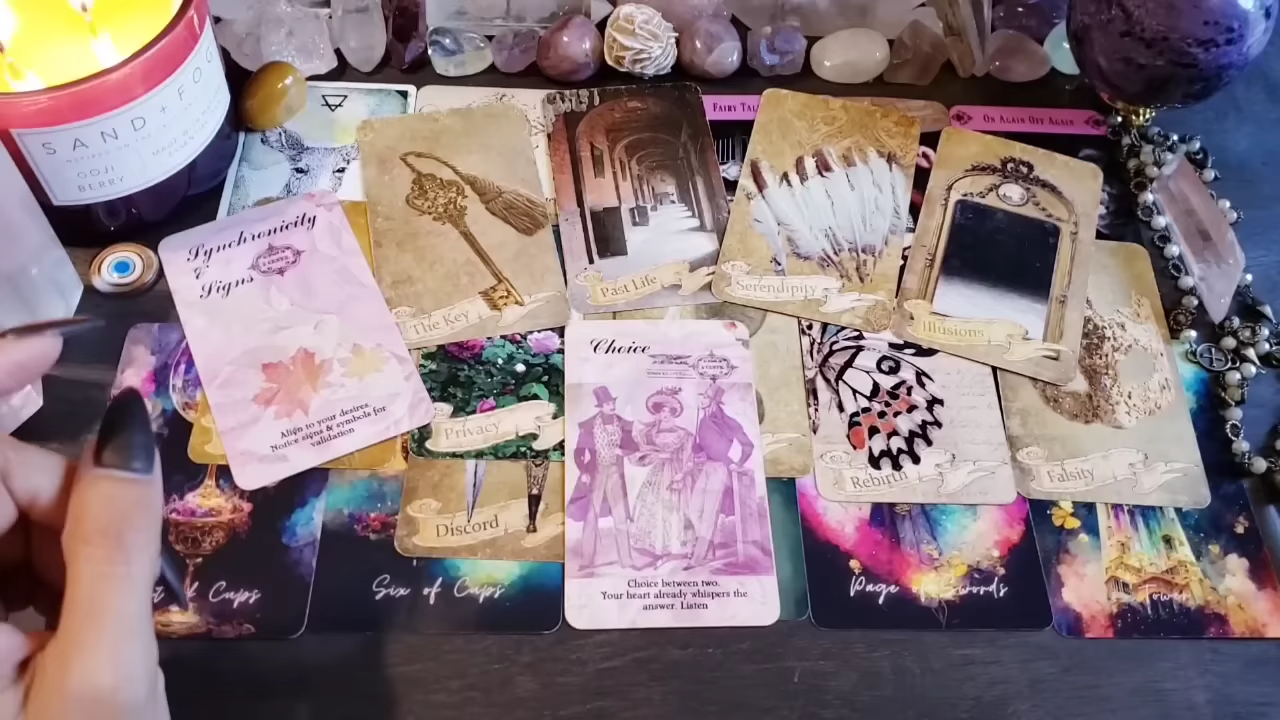 SAND + FOG
GOJI
BERRY
FAIRY TAL
ON AGAIN OFF AGAIN
Synchronicity
&
Signs
Align to your desires.
Notice signs & symbols for
validation
The Key
Past Life
Serendipity
Illusions
Privacy
Choice
Choice between two.
Your heart already whispers the
answer. Listen
Rebirth
Falsity
Discord
Cups
Six of Cups
Page of Swords
Tower